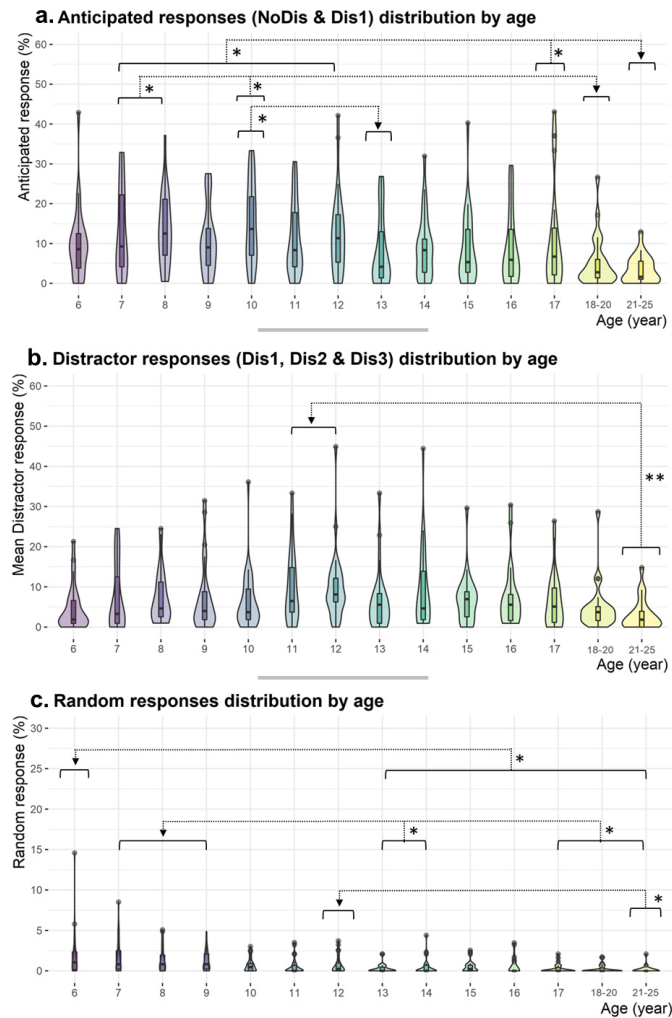 a. Anticipated responses (NoDis & Dis1) distribution by age
Anticipated response (%)
60
50
40
30
20
10
0
*
*
*
*
*
6 7 8 9 10 11 12 13 14 15 16 17 18-20 21-25
Age (year)
b. Distractor responses (Dis1, Dis2 & Dis3) distribution by age
Mean Distractor response (%)
60
50
40
30
20
10
0
**
6 7 8 9 10 11 12 13 14 15 16 17 18-20 21-25
Age (year)
c. Random responses distribution by age
Random response (%)
30
25
20
15
10
5
0
*
*
*
*
6 7 8 9 10 11 12 13 14 15 16 17 18-20 21-25
Age (year)